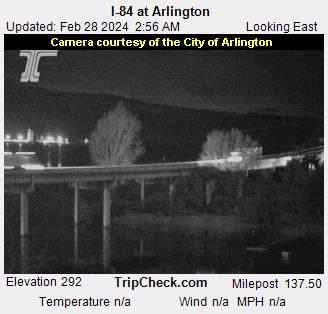 I-84 at Arlington
Updated: Feb 28 2024 2:56 AM Looking East
Camera courtesy of the City of Arlington
Elevation 292 TripCheck.com Milepost 137.50
Temperature n/a Wind n/a MPH n/a